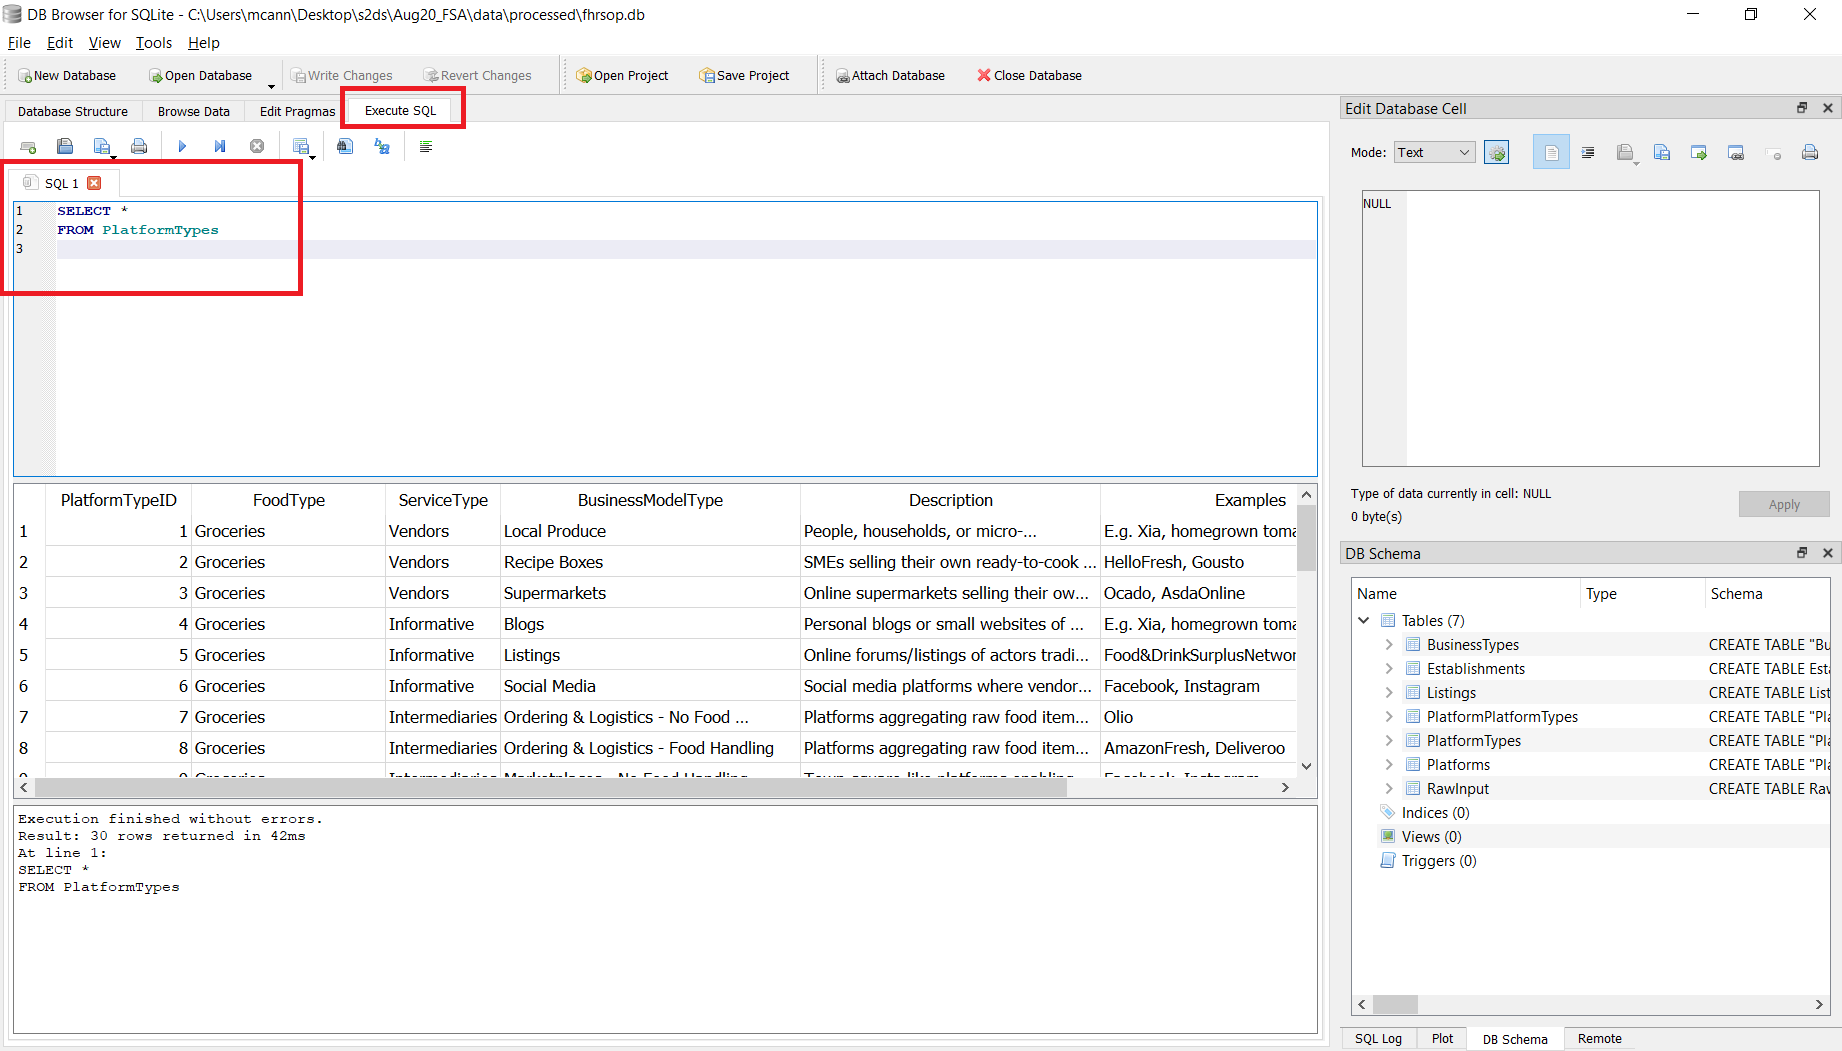 DB Browser for SQLite - C:\Users\mcann\Desktop\s2ds\Aug20_FSA\data\processed\fhrsop.db
File Edit View Tools Help
New Database Open Database Write Changes Revert Changes Open Project Save Project Attach Database Close Database
Database Structure Browse Data Edit Pragmas Execute SQL
SQL 1
1 SELECT *
2 FROM PlatformTypes
3
PlatformTypeID FoodType ServiceType BusinessModelType Description Examples
1 1 Groceries Vendors Local Produce People, households, or micro-... E.g. Xia, homegrown toma
2 2 Groceries Vendors Recipe Boxes SMEs selling their own ready-to-cook ... HelloFresh, Gousto
3 3 Groceries Vendors Supermarkets Online supermarkets selling their ow... Ocado, AsdaOnline
4 4 Groceries Informative Blogs Personal blogs or small websites of ... E.g. Xia, homegrown toma
5 5 Groceries Informative Listings Online forums/listings of actors tradi... Food&DrinkSurplusNetwor
6 6 Groceries Informative Social Media Social media platforms where vendor... Facebook, Instagram
7 7 Groceries Intermediaries Ordering & Logistics - No Food ... Platforms aggregating raw food item... Olio
8 8 Groceries Intermediaries Ordering & Logistics - Food Handling Platforms aggregating raw food item... AmazonFresh, Deliveroo
Execution finished without errors.
Result: 30 rows returned in 42ms
At line 1:
SELECT *
FROM PlatformTypes
Edit Database Cell
Mode: Text
NULL
Type of data currently in cell: NULL
0 byte(s)
Apply
DB Schema
Name Type Schema
Tables (7)
BusinessTypes CREATE TABLE "Bu
Establishments CREATE TABLE Esta
Listings CREATE TABLE List
PlatformPlatformTypes CREATE TABLE "Pla
PlatformTypes CREATE TABLE "Pla
Platforms CREATE TABLE "Pla
RawInput CREATE TABLE Raw
Indices (0)
Views (0)
Triggers (0)
SQL Log Plot DB Schema Remote